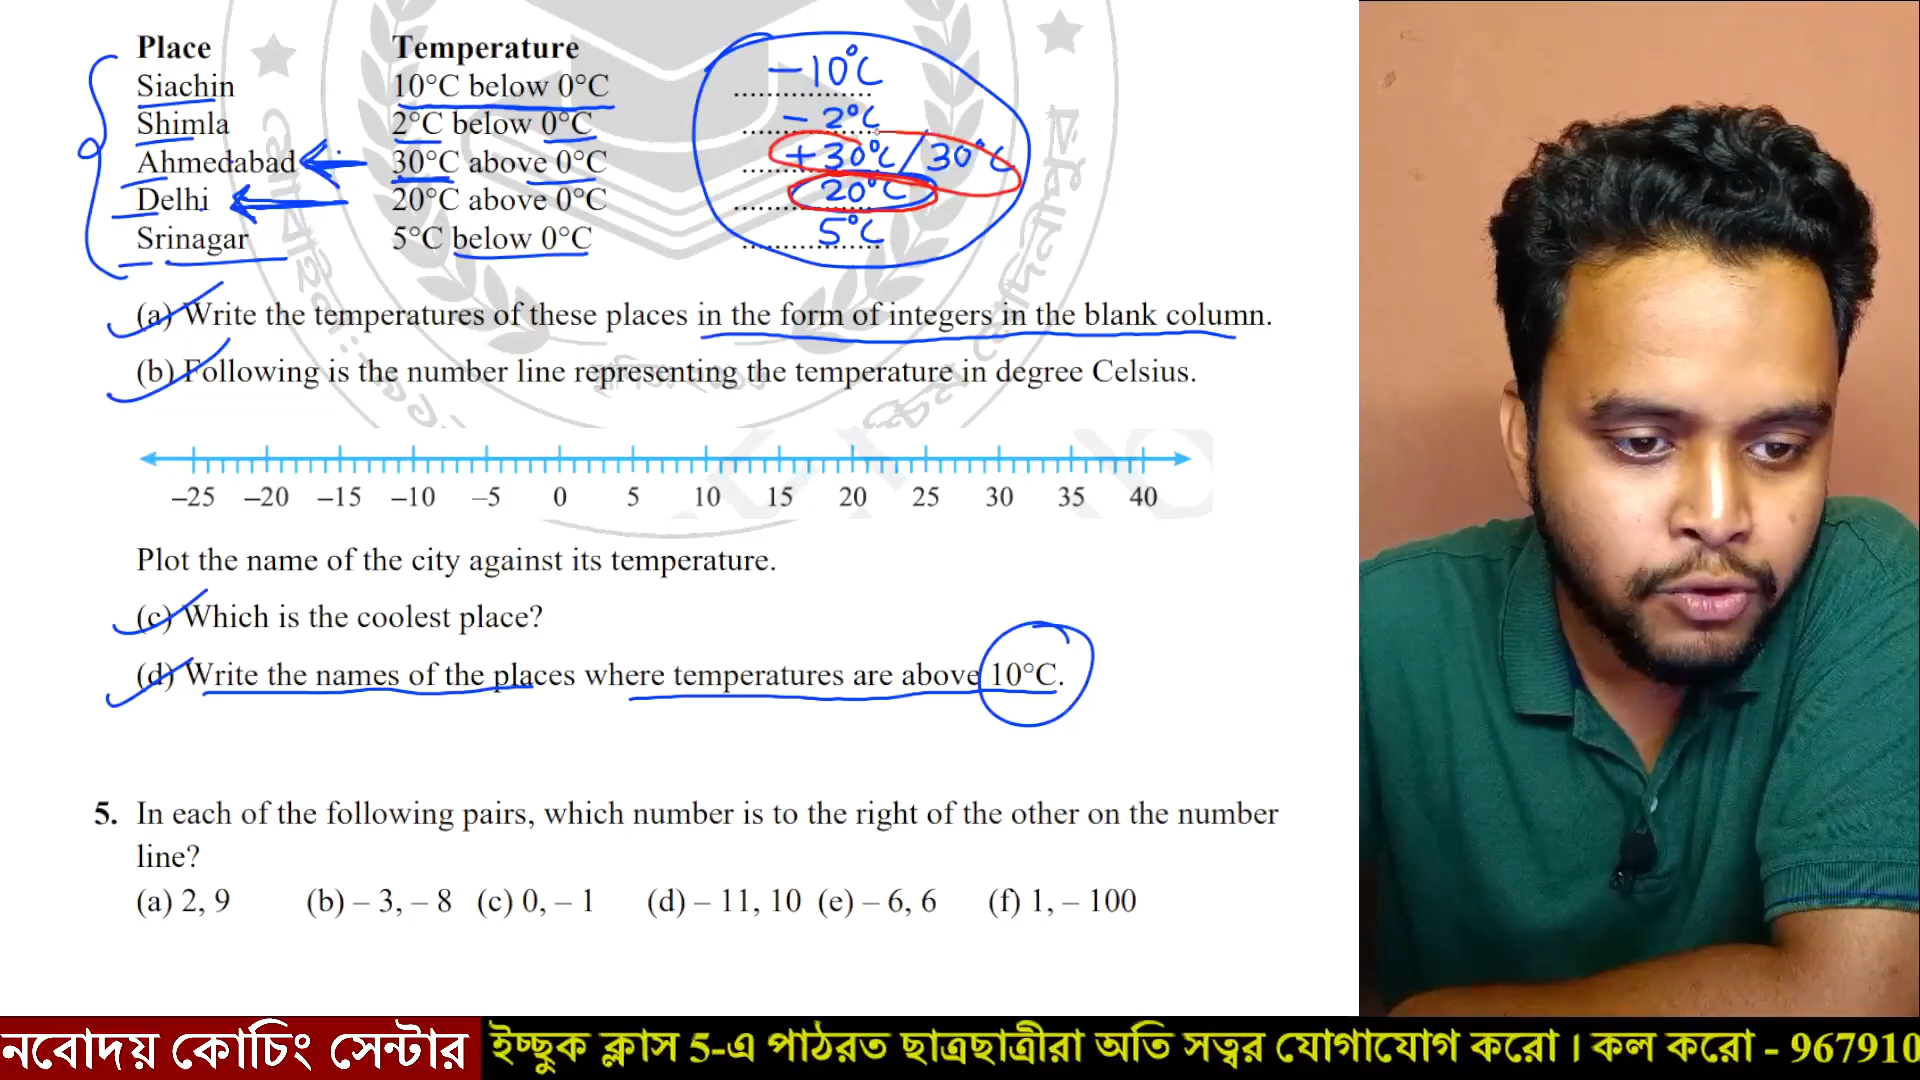 Place Temperature
Siachin 10°C below 0°C ................. -10°C
Shimla 2°C below 0°C ................. - 2°C
Ahmedabad 30°C above 0°C ................. +30°C / 30°C
Delhi 20°C above 0°C ................. 20°C
Srinagar 5°C below 0°C ................. 5°C
(a) Write the temperatures of these places in the form of integers in the blank column.
(b) Following is the number line representing the temperature in degree Celsius.
–25 –20 –15 –10 –5 0 5 10 15 20 25 30 35 40
Plot the name of the city against its temperature.
(c) Which is the coolest place?
(d) Write the names of the places where temperatures are above 10°C.
5. In each of the following pairs, which number is to the right of the other on the number
line?
(a) 2, 9 (b) – 3, – 8 (c) 0, – 1 (d) – 11, 10 (e) – 6, 6 (f) 1, – 100
নবোদয় কোচিং সেন্টার ইচ্ছুক ক্লাস 5-এ পাঠরত ছাত্রছাত্রীরা অতি সত্বর যোগাযোগ করো । কল করো - 967910